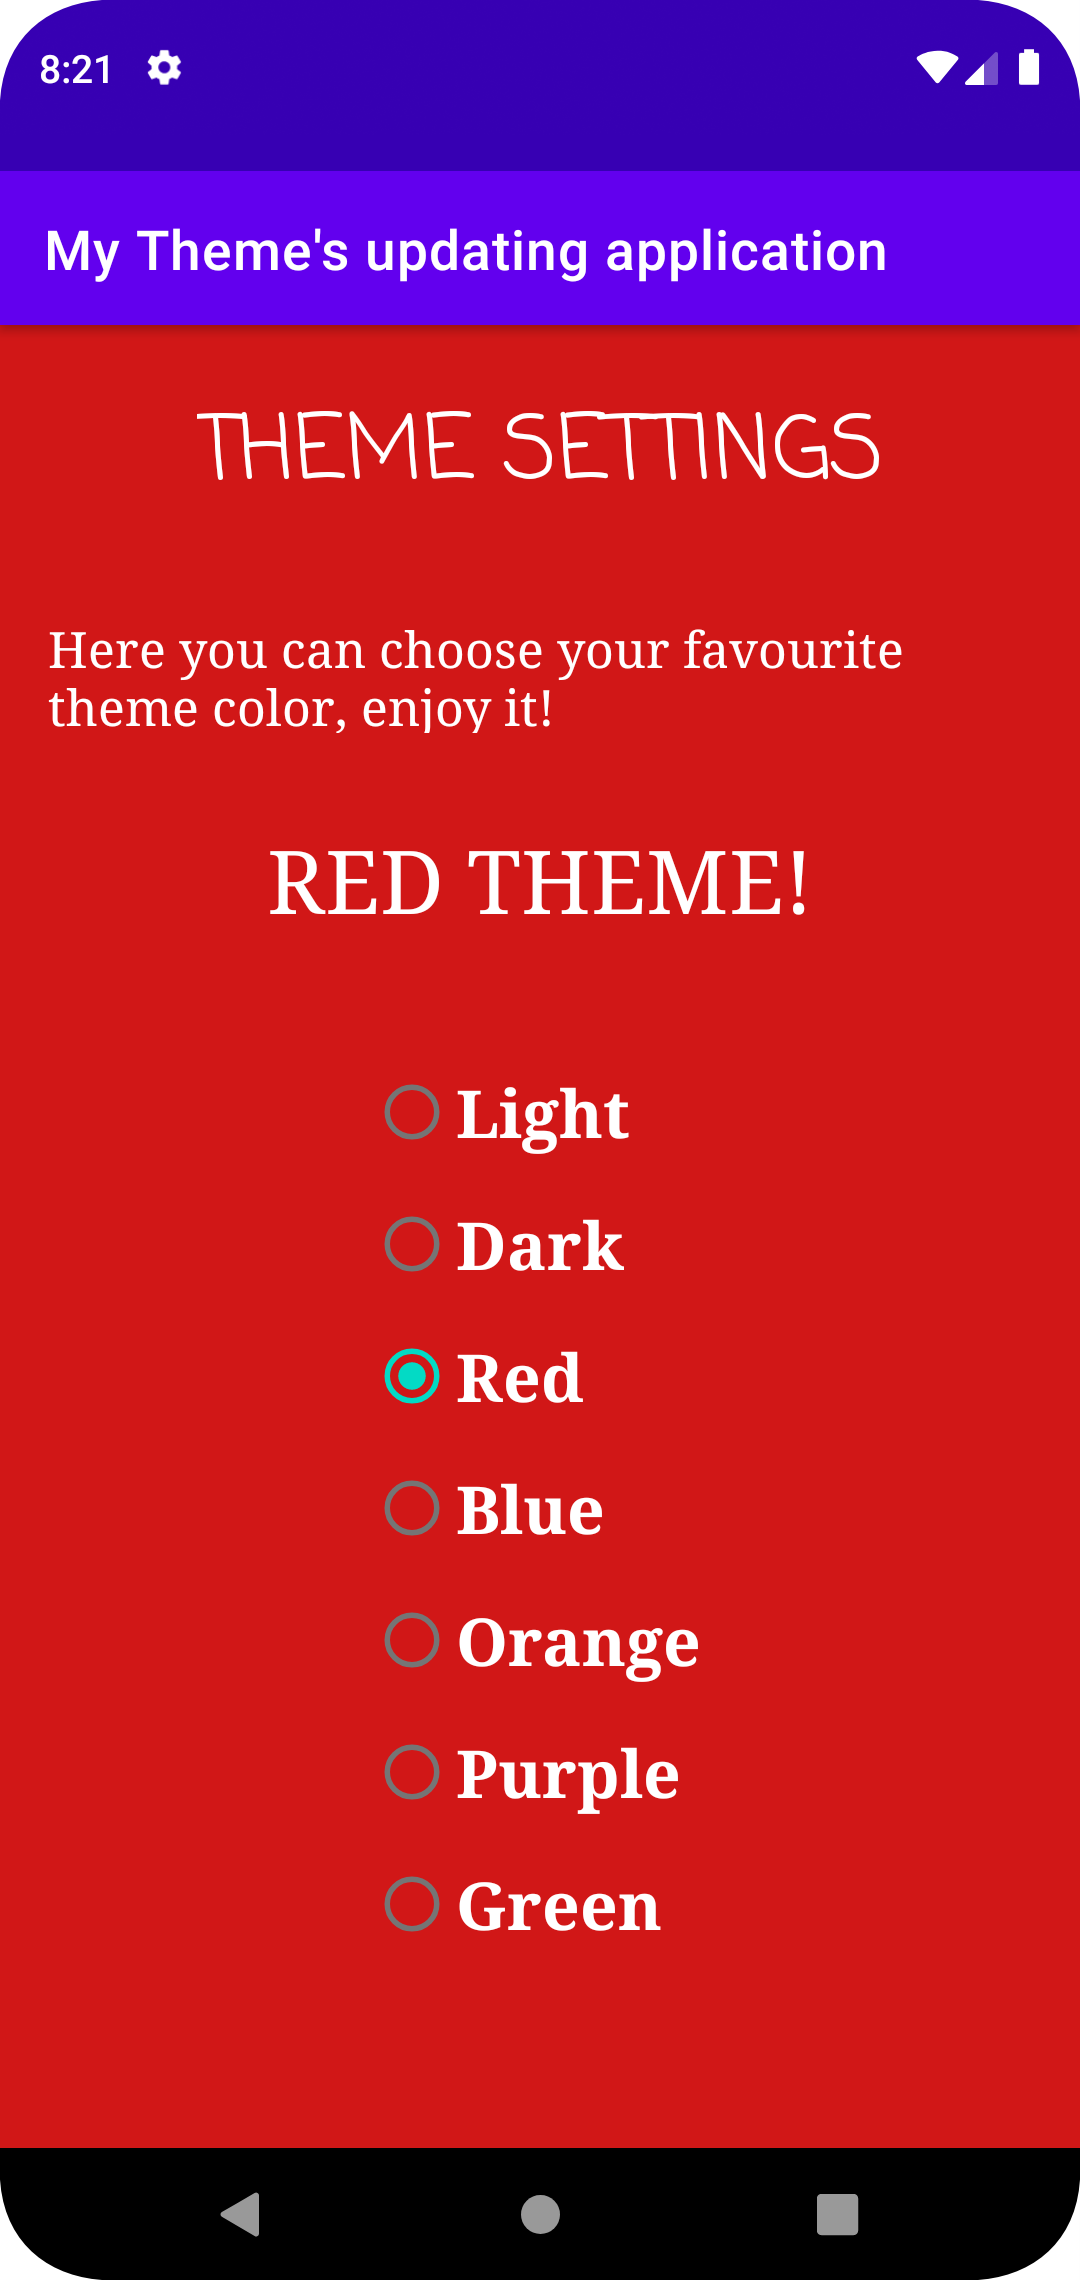 8:21
My Theme's updating application
THEME SETTINGS
Here you can choose your favourite
theme color, enjoy it!
RED THEME!
Light
Dark
Red
Blue
Orange
Purple
Green